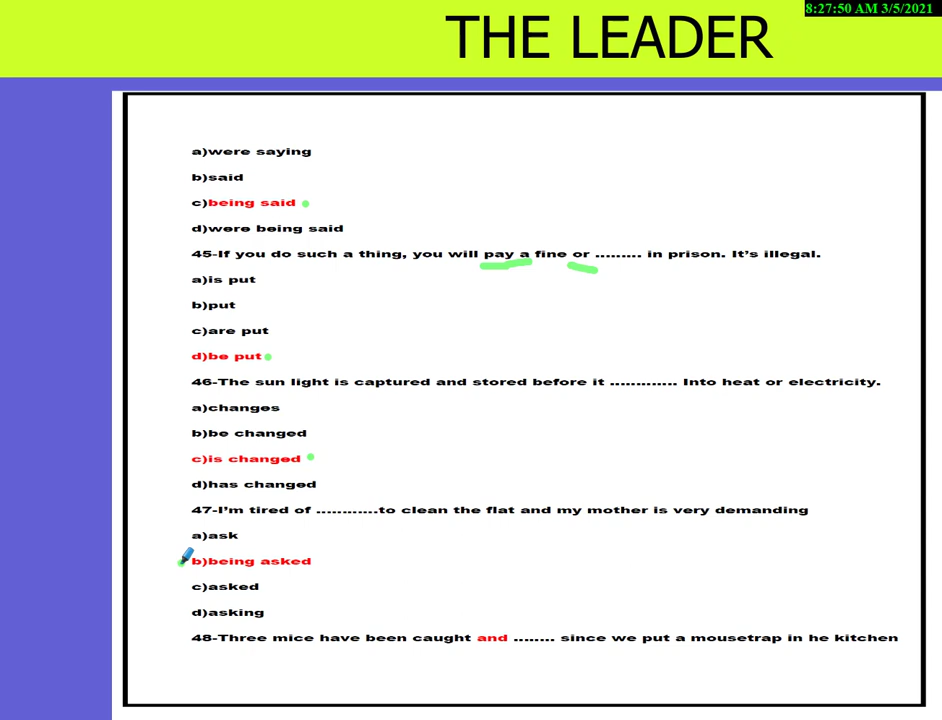 8:27:50 AM 3/5/2021
THE LEADER
a)were saying
b)said
c)being said
d)were being said
45-If you do such a thing, you will pay a fine or ......... in prison. It's illegal.
a)is put
b)put
c)are put
d)be put
46-The sun light is captured and stored before it ............. Into heat or electricity.
a)changes
b)be changed
c)is changed
d)has changed
47-I'm tired of ............to clean the flat and my mother is very demanding
a)ask
b)being asked
c)asked
d)asking
48-Three mice have been caught and ........ since we put a mousetrap in he kitchen